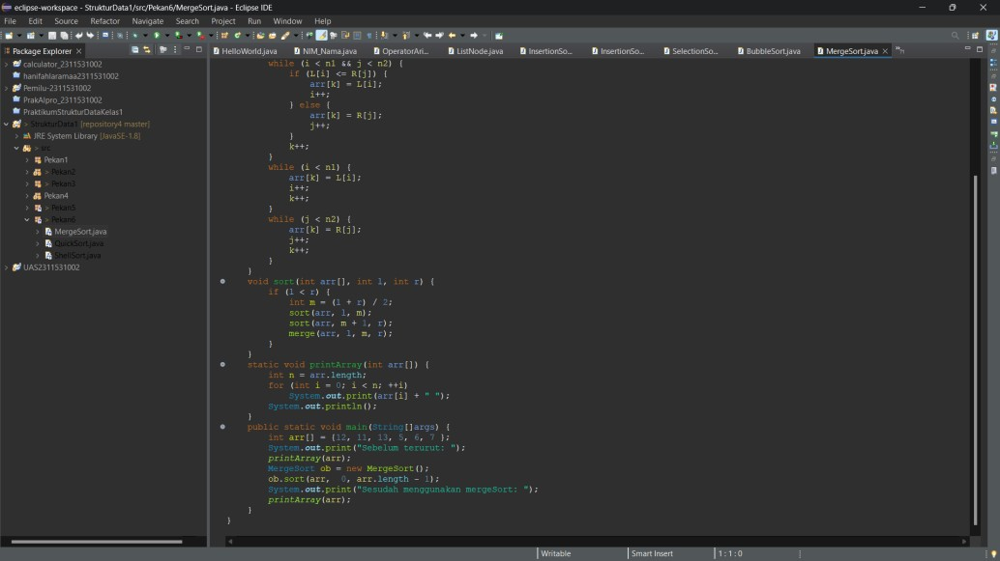 eclipse-workspace - StrukturData1/src/Pekan6/MergeSort.java - Eclipse IDE
File Edit Source Refactor Navigate Search Project Run Window Help
Package Explorer
HelloWorld.java
NIM_Nama.java
OperatorAri...
ListNode.java
InsertionSo...
InsertionSo...
SelectionSo...
BubbleSort.java
MergeSort.java
calculator_2311531002
hanifahlaramaa2311531002
Pemilu-2311531002
PrakAlpro_2311531002
PraktikumStrukturDataKelas1
> StrukturData1 [repository4 master]
JRE System Library [JavaSE-1.8]
> src
Pekan1
> Pekan2
> Pekan3
Pekan4
> Pekan5
> Pekan6
MergeSort.java
QuickSort.java
ShellSort.java
UAS2311531002
while (i < n1 && j < n2) {
if (L[i] <= R[j]) {
arr[k] = L[i];
i++;
} else {
arr[k] = R[j];
j++;
}
k++;
}
while (i < n1) {
arr[k] = L[i];
i++;
k++;
}
while (j < n2) {
arr[k] = R[j];
j++;
k++;
}
}
void sort(int arr[], int l, int r) {
if (l < r) {
int m = (l + r) / 2;
sort(arr, l, m);
sort(arr, m + 1, r);
merge(arr, l, m, r);
}
}
static void printArray(int arr[]) {
int n = arr.length;
for (int i = 0; i < n; ++i)
System.out.print(arr[i] + " ");
System.out.println();
}
public static void main(String[]args) {
int arr[] = {12, 11, 13, 5, 6, 7 };
System.out.print("Sebelum terurut: ");
printArray(arr);
MergeSort ob = new MergeSort();
ob.sort(arr,  0, arr.length - 1);
System.out.print("Sesudah menggunakan mergeSort: ");
printArray(arr);
}
}
Writable
Smart Insert
1 : 1 : 0